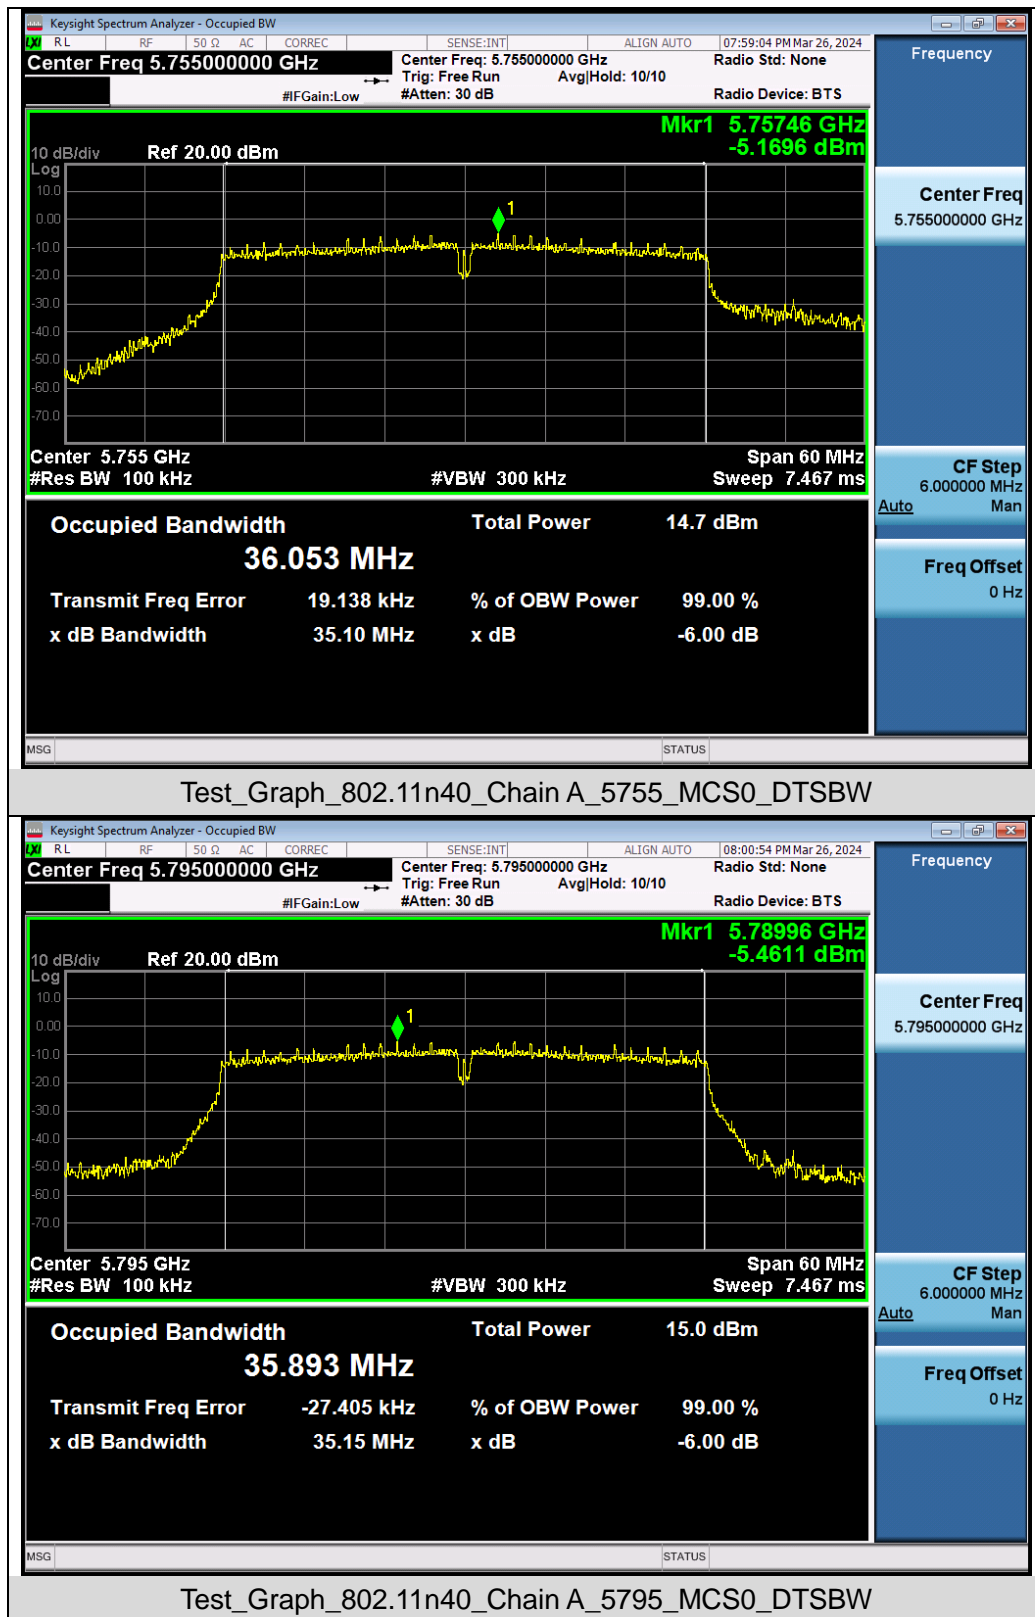 Keysight Spectrum Analyzer - Occupied BW
LXI RL RF 50 Ω AC CORREC SENSE:INT ALIGN AUTO 07:59:04 PM Mar 26, 2024
Center Freq 5.755000000 GHz
Center Freq: 5.755000000 GHz
Radio Std: None
Trig: Free Run Avg|Hold: 10/10
#IFGain:Low
#Atten: 30 dB
Radio Device: BTS
Frequency
Mkr1 5.75746 GHz
-5.1696 dBm
10 dB/div Ref 20.00 dBm
Log
10.0
0.00
-10.0
-20.0
-30.0
-40.0
-50.0
-60.0
-70.0
1
Center Freq
5.755000000 GHz
Center 5.755 GHz
Span 60 MHz
#Res BW 100 kHz
#VBW 300 kHz
Sweep 7.467 ms
CF Step
6.000000 MHz
Auto Man
Occupied Bandwidth
Total Power 14.7 dBm
36.053 MHz
Transmit Freq Error 19.138 kHz
% of OBW Power 99.00 %
x dB Bandwidth 35.10 MHz
x dB -6.00 dB
Freq Offset
0 Hz
MSG
STATUS
Test_Graph_802.11n40_Chain A_5755_MCS0_DTSBW
Keysight Spectrum Analyzer - Occupied BW
LXI RL RF 50 Ω AC CORREC SENSE:INT ALIGN AUTO 08:00:54 PM Mar 26, 2024
Center Freq 5.795000000 GHz
Center Freq: 5.795000000 GHz
Radio Std: None
Trig: Free Run Avg|Hold: 10/10
#IFGain:Low
#Atten: 30 dB
Radio Device: BTS
Frequency
Mkr1 5.78996 GHz
-5.4611 dBm
10 dB/div Ref 20.00 dBm
Log
10.0
0.00
-10.0
-20.0
-30.0
-40.0
-50.0
-60.0
-70.0
1
Center Freq
5.795000000 GHz
Center 5.795 GHz
Span 60 MHz
#Res BW 100 kHz
#VBW 300 kHz
Sweep 7.467 ms
CF Step
6.000000 MHz
Auto Man
Occupied Bandwidth
Total Power 15.0 dBm
35.893 MHz
Transmit Freq Error -27.405 kHz
% of OBW Power 99.00 %
x dB Bandwidth 35.15 MHz
x dB -6.00 dB
Freq Offset
0 Hz
MSG
STATUS
Test_Graph_802.11n40_Chain A_5795_MCS0_DTSBW